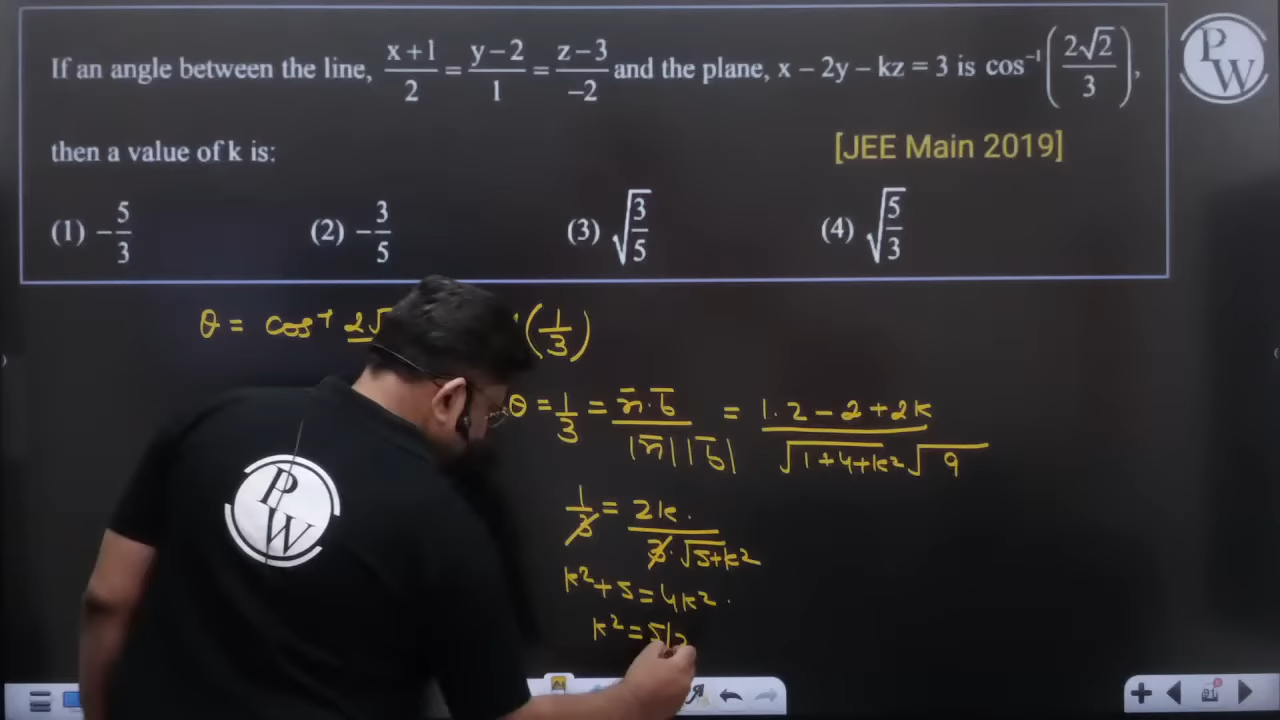 If an angle between the line, (x+1)/2 = (y−2)/1 = (z−3)/−2 and the plane, x − 2y − kz = 3 is cos⁻¹(2√2/3),
then a value of k is: [JEE Main 2019]
(1) −5/3 (2) −3/5 (3) √(3/5) (4) √(5/3)
θ = cos⁻¹ 2√ (1/3)
θ = 1/3 = n̄·b̄ / |n̄||b̄| = 1·2 − 2 + 2k / √1+4+k² √9
1/3 = 2k / 3·√5+k²
k² + 5 = 4k²
k² = 5/
PW
PW
21